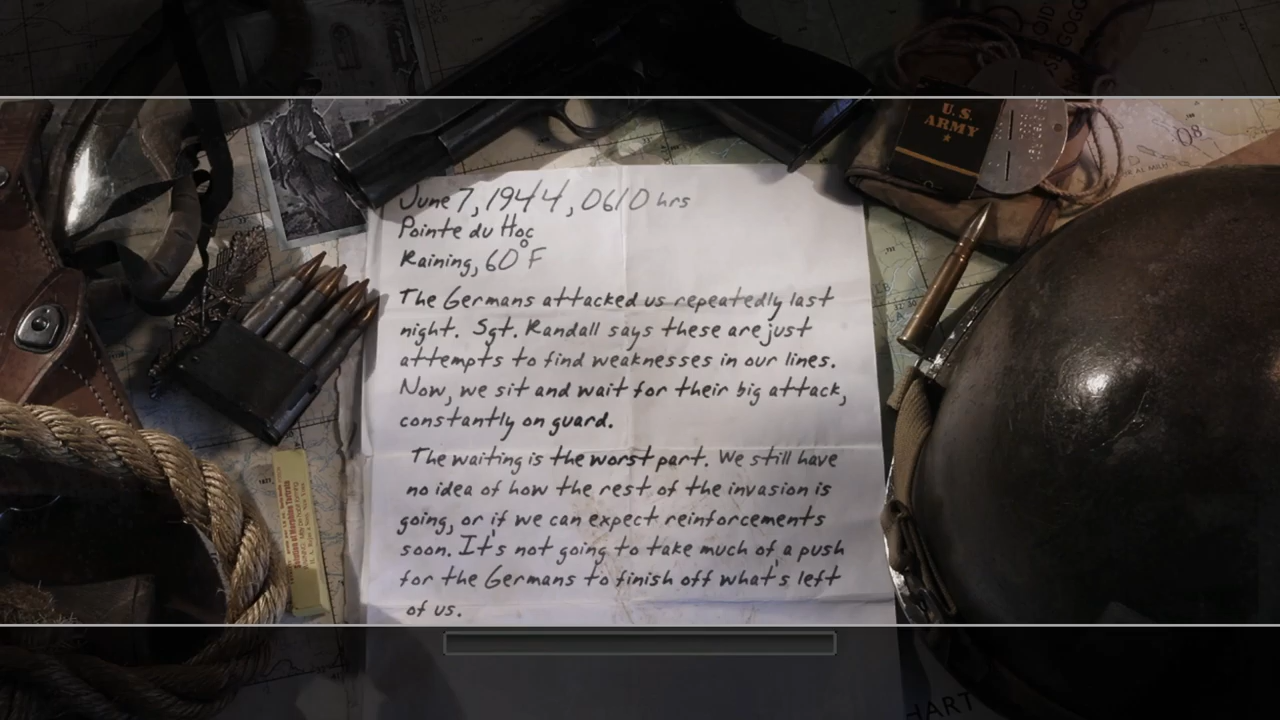 U.S.
ARMY
June 7, 1944, 0610 hrs
Pointe du Hoc
Raining, 60°F
The Germans attacked us repeatedly last
night. Sgt. Randall says these are just
attempts to find weaknesses in our lines.
Now, we sit and wait for their big attack,
constantly on guard.
The waiting is the worst part. We still have
no idea of how the rest of the invasion is
going, or if we can expect reinforcements
soon. It's not going to take much of a push
for the Germans to finish off what's left
of us.